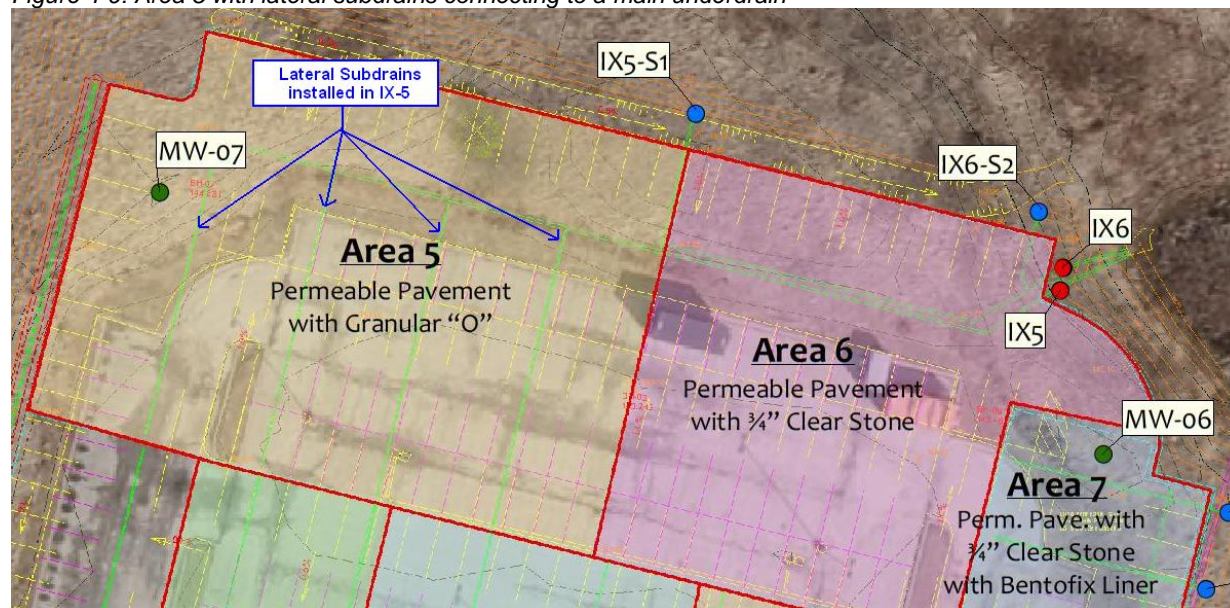 Figure 4-9: Area 5 with lateral subdrains connecting to a main underdrain
Lateral Subdrains
installed in IX-5
IX5-S1
MW-07
IX6-S2
IX6
IX5
Area 5
Permeable Pavement
with Granular “O”
Area 6
Permeable Pavement
with ¾” Clear Stone
MW-06
Area 7
Perm. Pave. with
¾” Clear Stone
with Bentofix Liner